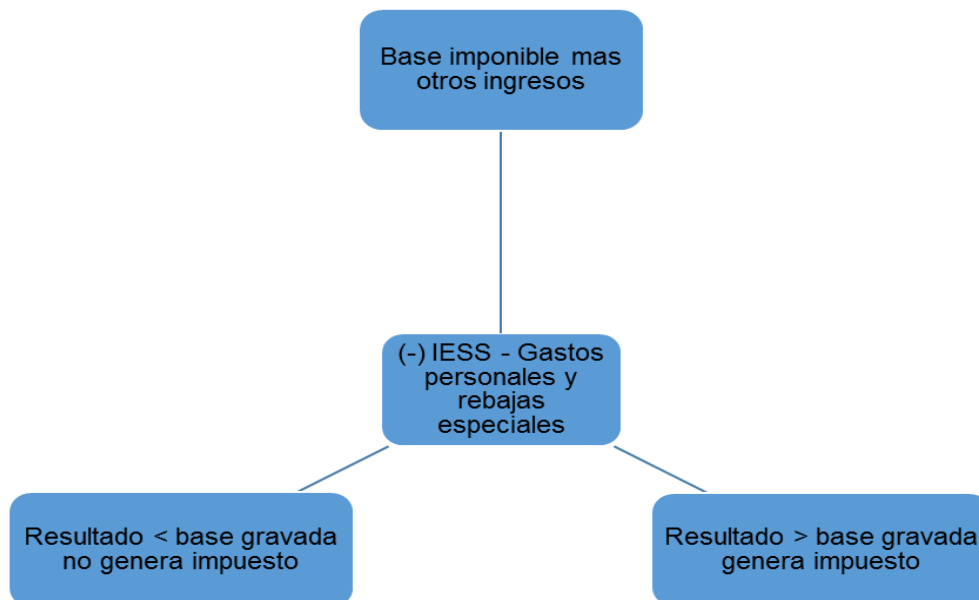 Base imponible mas
otros ingresos
(-) IESS - Gastos
personales y
rebajas
especiales
Resultado < base gravada
no genera impuesto
Resultado > base gravada
genera impuesto